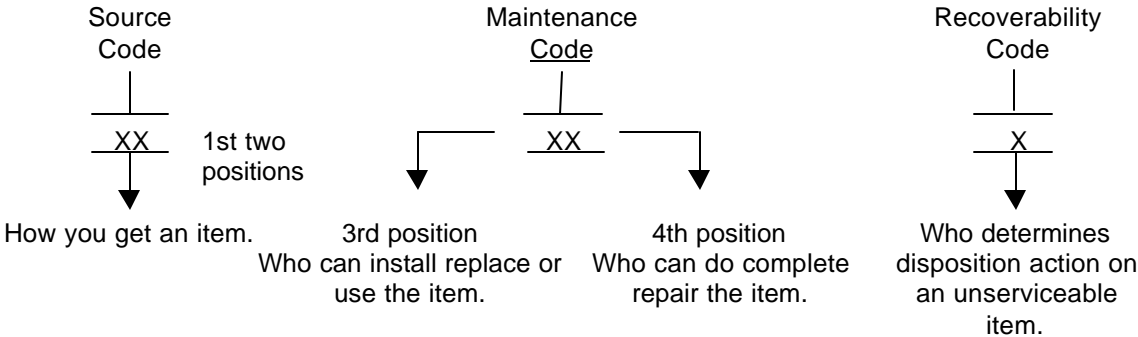 Source
Code
XX
1st two
positions
How you get an item.
Maintenance
Code
XX
3rd position
Who can install replace or
use the item.
4th position
Who can do complete
repair the item.
Recoverability
Code
X
Who determines
disposition action on
an unserviceable
item.